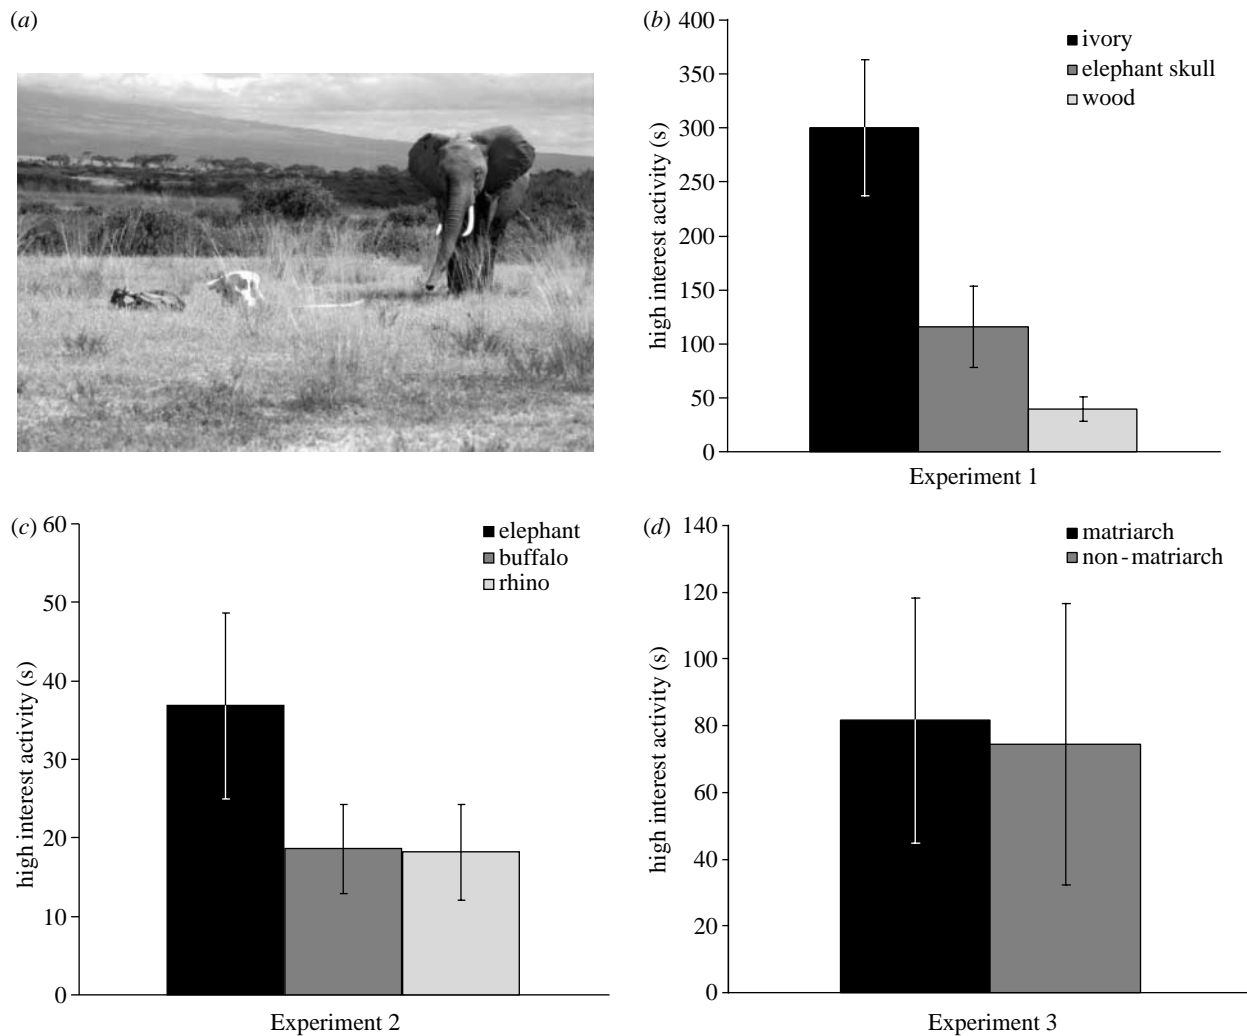 (a)
(b)
400
350
300
250
200
150
100
50
0
high interest activity (s)
ivory
elephant skull
wood
Experiment 1
(c)
60
50
40
30
20
10
0
high interest activity (s)
elephant
buffalo
rhino
Experiment 2
(d)
140
120
100
80
60
40
20
0
high interest activity (s)
matriarch
non-matriarch
Experiment 3